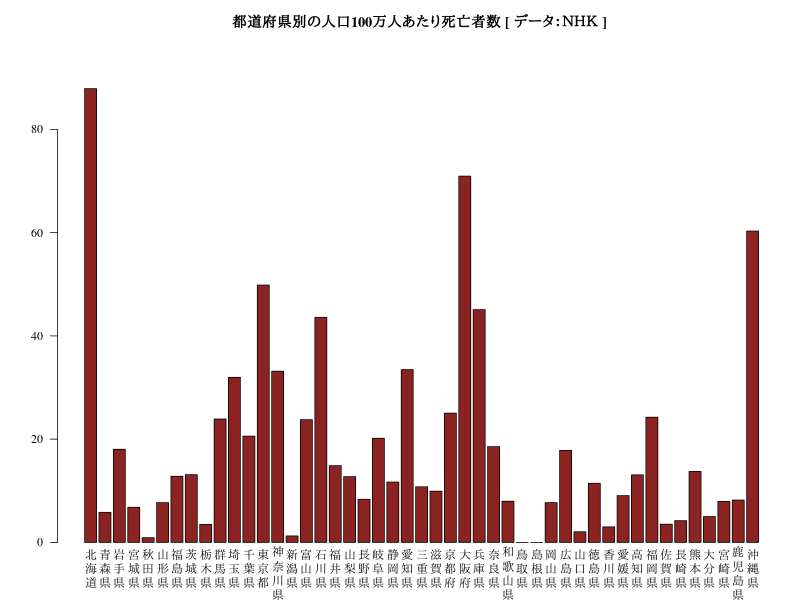 都道府県別の人口100万人あたり死亡者数 [ データ：ＮＨＫ ]
80
60
40
20
0
北海道
青森県
岩手県
宮城県
秋田県
山形県
福島県
茨城県
栃木県
群馬県
埼玉県
千葉県
東京都
神奈川県
新潟県
富山県
石川県
福井県
山梨県
長野県
岐阜県
静岡県
愛知県
三重県
滋賀県
京都府
大阪府
兵庫県
奈良県
和歌山県
鳥取県
島根県
岡山県
広島県
山口県
徳島県
香川県
愛媛県
高知県
福岡県
佐賀県
長崎県
熊本県
大分県
宮崎県
鹿児島県
沖縄県